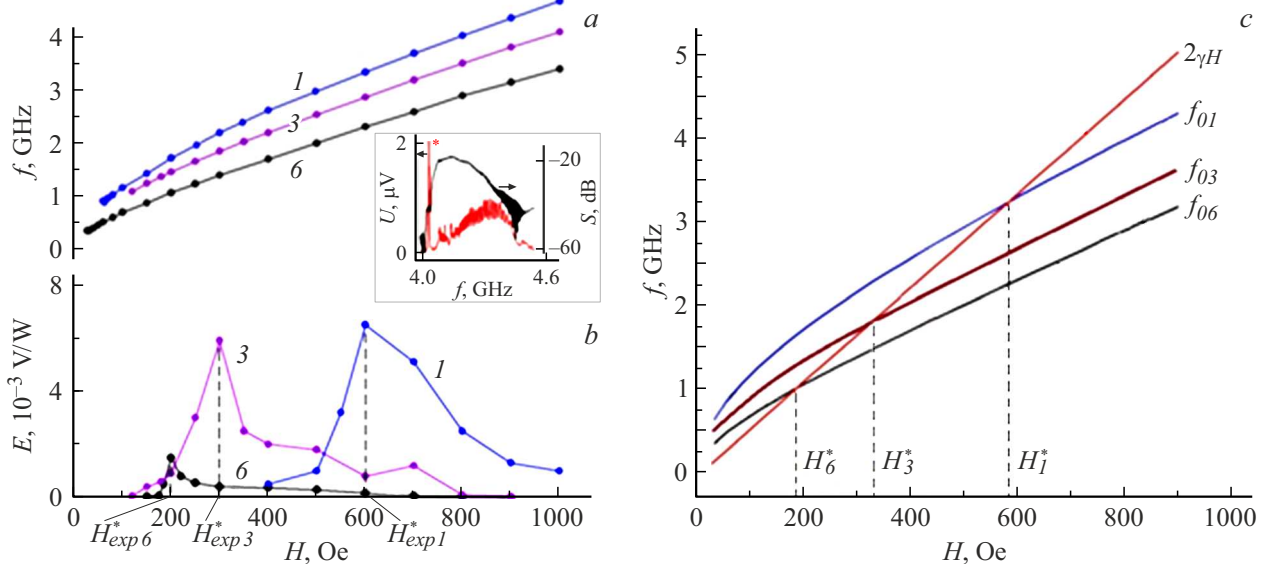 a
f, GHz
4
3
2
1
0
1
3
6
2
*
U, μV
0
−20
S, dB
−60
4.0
4.6
f, GHz
b
E, 10⁻³ V/W
8
4
0
3
1
6
0
200
400
600
800
1000
H*exp 6
H*exp 3
H*exp 1
H, Oe
c
f, GHz
5
4
3
2
1
0
2γH
f01
f03
f06
H*6
H*3
H*1
0
200
400
600
800
1000
H, Oe